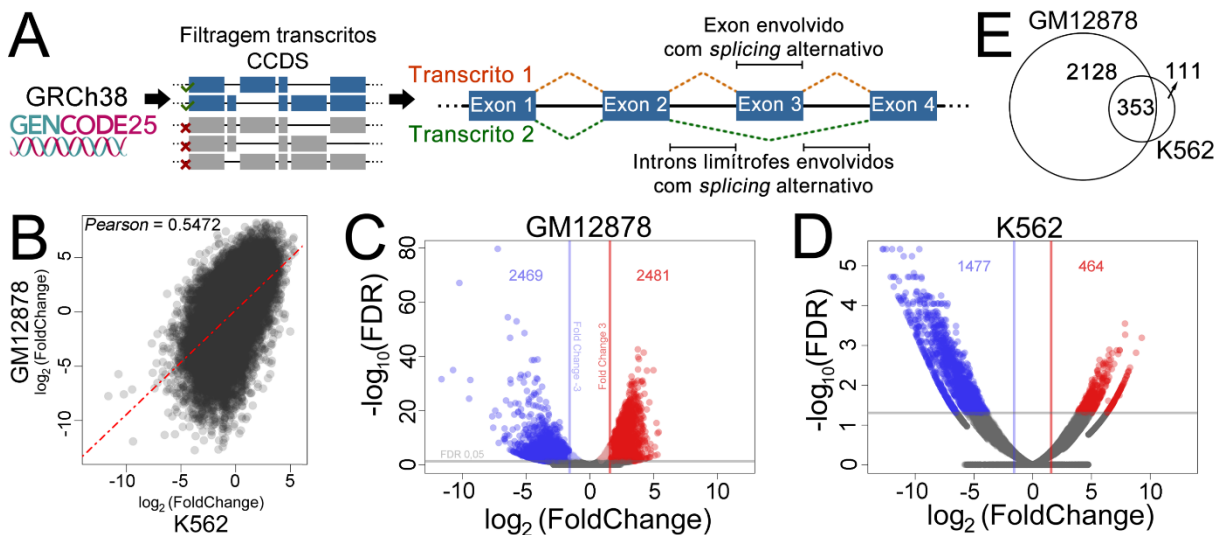 A
Filtragem transcritos
CCDS
GRCh38
GENCODE25
Transcrito 1
Transcrito 2
Exon envolvido
com splicing alternativo
Exon 1
Exon 2
Exon 3
Exon 4
Introns limítrofes envolvidos
com splicing alternativo
E
GM12878
2128
353
111
K562
B
Pearson = 0.5472
GM12878
log2 (FoldChange)
5
0
-5
-10
-10
-5
0
5
log2 (FoldChange)
K562
C
GM12878
-log10(FDR)
80
60
40
20
0
2469
2481
Fold Change -3
Fold Change 3
FDR 0,05
-10
-5
0
5
10
log2 (FoldChange)
D
K562
-log10(FDR)
5
4
3
2
1
0
1477
464
-10
-5
0
5
10
log2 (FoldChange)